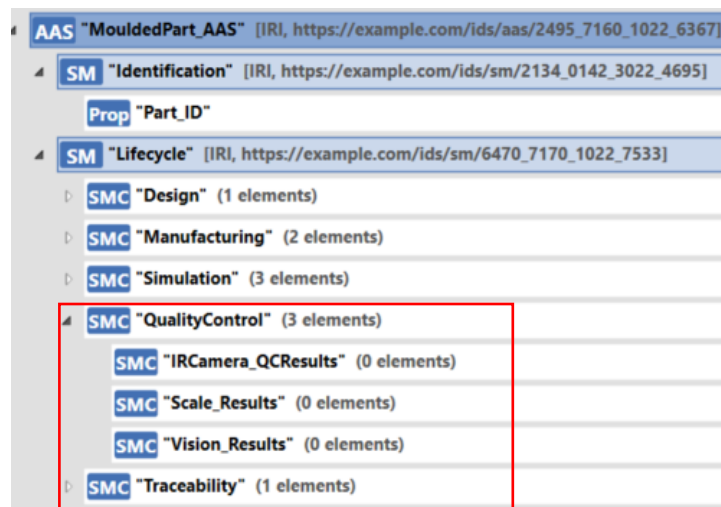 AAS "MouldedPart_AAS" [IRI, https://example.com/ids/aas/2495_7160_1022_6367]
SM "Identification" [IRI, https://example.com/ids/sm/2134_0142_3022_4695]
Prop "Part_ID"
SM "Lifecycle" [IRI, https://example.com/ids/sm/6470_7170_1022_7533]
SMC "Design" (1 elements)
SMC "Manufacturing" (2 elements)
SMC "Simulation" (3 elements)
SMC "QualityControl" (3 elements)
SMC "IRCamera_QCResults" (0 elements)
SMC "Scale_Results" (0 elements)
SMC "Vision_Results" (0 elements)
SMC "Traceability" (1 elements)